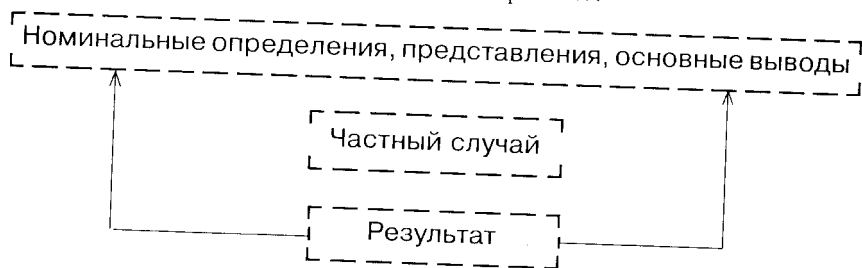 Номинальные определения, представления, основные выводы
Частный случай
Результат